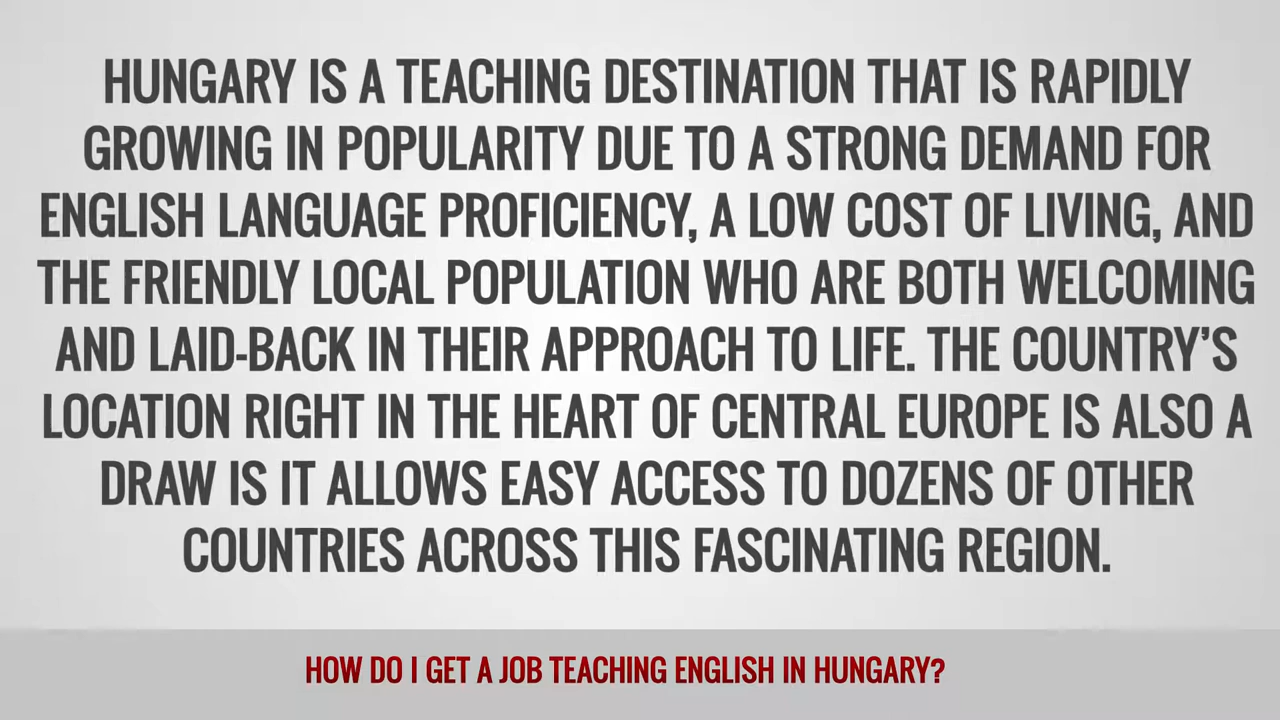 HUNGARY IS A TEACHING DESTINATION THAT IS RAPIDLY
GROWING IN POPULARITY DUE TO A STRONG DEMAND FOR
ENGLISH LANGUAGE PROFICIENCY, A LOW COST OF LIVING, AND
THE FRIENDLY LOCAL POPULATION WHO ARE BOTH WELCOMING
AND LAID-BACK IN THEIR APPROACH TO LIFE. THE COUNTRY’S
LOCATION RIGHT IN THE HEART OF CENTRAL EUROPE IS ALSO A
DRAW IS IT ALLOWS EASY ACCESS TO DOZENS OF OTHER
COUNTRIES ACROSS THIS FASCINATING REGION.
HOW DO I GET A JOB TEACHING ENGLISH IN HUNGARY?